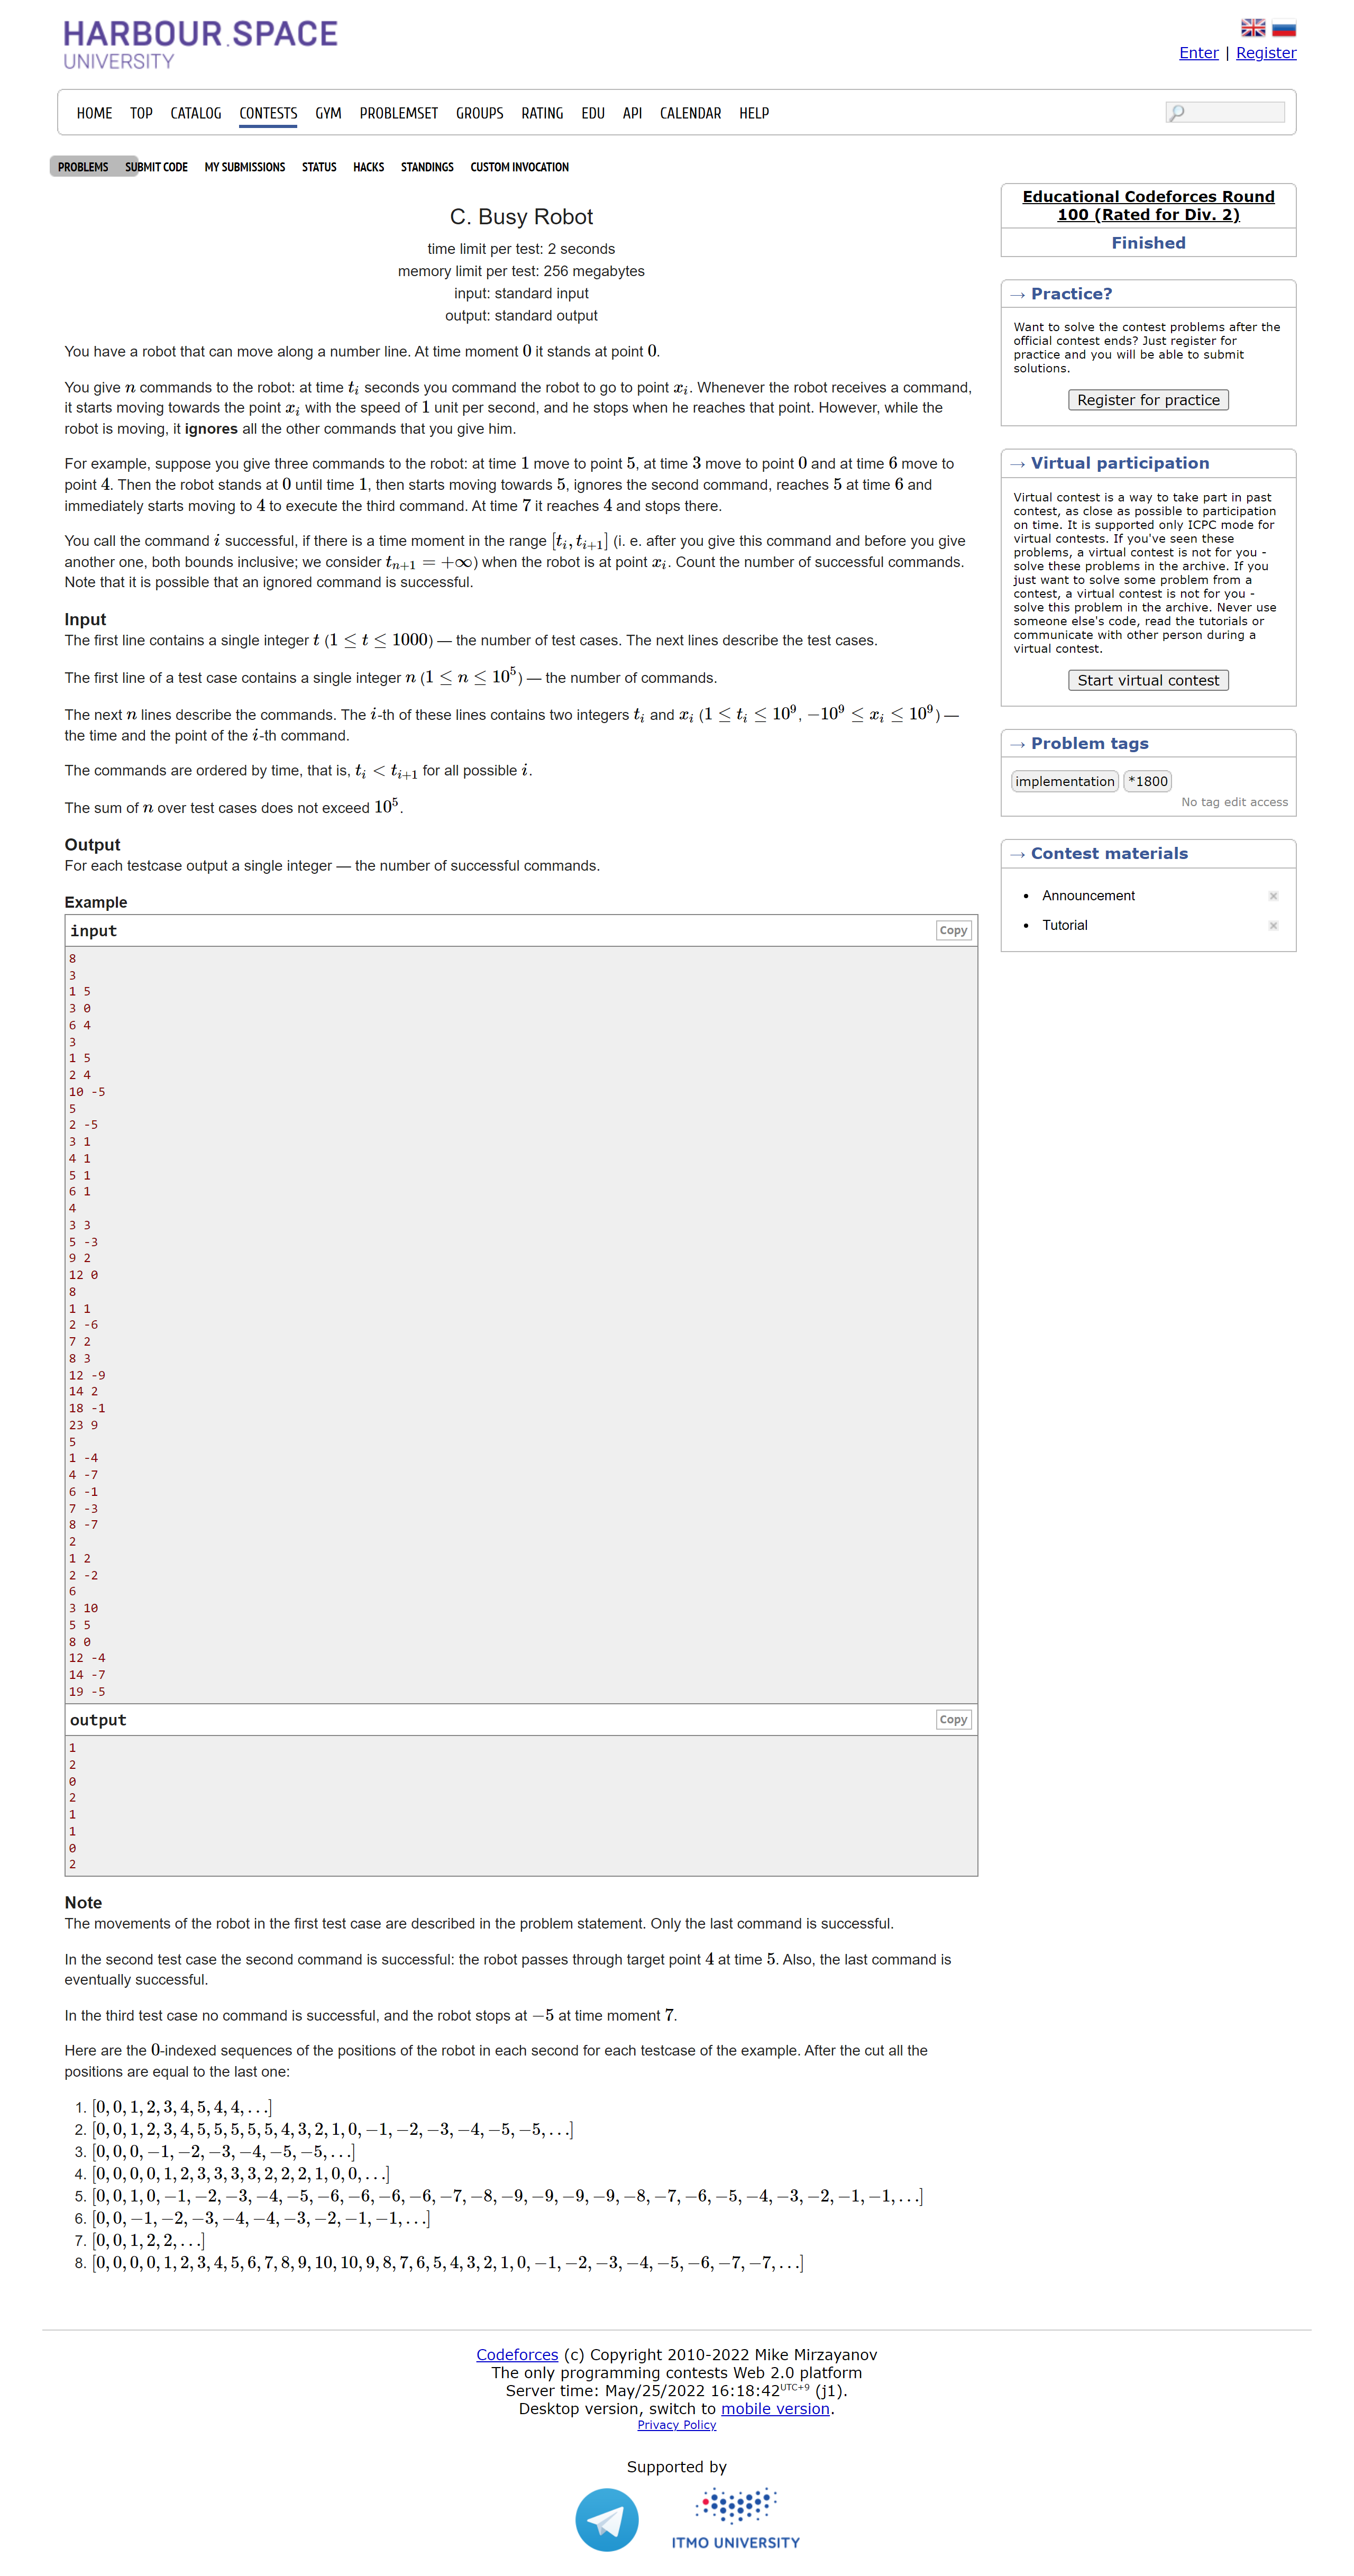 HARBOUR.SPACE
UNIVERSITY
Enter | Register
HOME TOP CATALOG CONTESTS GYM PROBLEMSET GROUPS RATING EDU API CALENDAR HELP
PROBLEMS SUBMIT CODE MY SUBMISSIONS STATUS HACKS STANDINGS CUSTOM INVOCATION
C. Busy Robot
time limit per test: 2 seconds
memory limit per test: 256 megabytes
input: standard input
output: standard output
You have a robot that can move along a number line. At time moment 0 it stands at point 0.
You give n commands to the robot: at time t_i seconds you command the robot to go to point x_i. Whenever the robot receives a command,
it starts moving towards the point x_i with the speed of 1 unit per second, and he stops when he reaches that point. However, while the
robot is moving, it ignores all the other commands that you give him.
For example, suppose you give three commands to the robot: at time 1 move to point 5, at time 3 move to point 0 and at time 6 move to
point 4. Then the robot stands at 0 until time 1, then starts moving towards 5, ignores the second command, reaches 5 at time 6 and
immediately starts moving to 4 to execute the third command. At time 7 it reaches 4 and stops there.
You call the command i successful, if there is a time moment in the range [t_i, t_{i+1}] (i. e. after you give this command and before you give
another one, both bounds inclusive; we consider t_{n+1} = +∞) when the robot is at point x_i. Count the number of successful commands.
Note that it is possible that an ignored command is successful.
Input
The first line contains a single integer t (1 ≤ t ≤ 1000) — the number of test cases. The next lines describe the test cases.
The first line of a test case contains a single integer n (1 ≤ n ≤ 10^5) — the number of commands.
The next n lines describe the commands. The i-th of these lines contains two integers t_i and x_i (1 ≤ t_i ≤ 10^9, −10^9 ≤ x_i ≤ 10^9) —
the time and the point of the i-th command.
The commands are ordered by time, that is, t_i < t_{i+1} for all possible i.
The sum of n over test cases does not exceed 10^5.
Output
For each testcase output a single integer — the number of successful commands.
Example
input Copy
8
3
1 5
3 0
6 4
3
1 5
2 4
10 -5
5
2 -5
3 1
4 1
5 1
6 1
4
3 3
5 -3
9 2
12 0
8
1 1
2 -6
7 2
8 3
12 -9
14 2
18 -1
23 9
5
1 -4
4 -7
6 -1
7 -3
8 -7
2
1 2
2 -2
6
3 10
5 5
8 0
12 -4
14 -7
19 -5
output Copy
1
2
0
2
1
1
0
2
Note
The movements of the robot in the first test case are described in the problem statement. Only the last command is successful.
In the second test case the second command is successful: the robot passes through target point 4 at time 5. Also, the last command is
eventually successful.
In the third test case no command is successful, and the robot stops at −5 at time moment 7.
Here are the 0-indexed sequences of the positions of the robot in each second for each testcase of the example. After the cut all the
positions are equal to the last one:
1. [0, 0, 1, 2, 3, 4, 5, 4, 4, …]
2. [0, 0, 1, 2, 3, 4, 5, 5, 5, 5, 5, 4, 3, 2, 1, 0, −1, −2, −3, −4, −5, −5, …]
3. [0, 0, 0, −1, −2, −3, −4, −5, −5, …]
4. [0, 0, 0, 0, 1, 2, 3, 3, 3, 3, 2, 2, 2, 1, 0, 0, …]
5. [0, 0, 1, 0, −1, −2, −3, −4, −5, −6, −6, −6, −6, −7, −8, −9, −9, −9, −9, −8, −7, −6, −5, −4, −3, −2, −1, −1, …]
6. [0, 0, −1, −2, −3, −4, −4, −3, −2, −1, −1, …]
7. [0, 0, 1, 2, 2, …]
8. [0, 0, 0, 0, 1, 2, 3, 4, 5, 6, 7, 8, 9, 10, 10, 9, 8, 7, 6, 5, 4, 3, 2, 1, 0, −1, −2, −3, −4, −5, −6, −7, −7, …]
Educational Codeforces Round
100 (Rated for Div. 2)
Finished
→ Practice?
Want to solve the contest problems after the
official contest ends? Just register for
practice and you will be able to submit
solutions.
Register for practice
→ Virtual participation
Virtual contest is a way to take part in past
contest, as close as possible to participation
on time. It is supported only ICPC mode for
virtual contests. If you've seen these
problems, a virtual contest is not for you -
solve these problems in the archive. If you
just want to solve some problem from a
contest, a virtual contest is not for you -
solve this problem in the archive. Never use
someone else's code, read the tutorials or
communicate with other person during a
virtual contest.
Start virtual contest
→ Problem tags
implementation *1800
No tag edit access
→ Contest materials
Announcement
Tutorial
Codeforces (c) Copyright 2010-2022 Mike Mirzayanov
The only programming contests Web 2.0 platform
Server time: May/25/2022 16:18:42 UTC+9 (j1).
Desktop version, switch to mobile version.
Privacy Policy
Supported by
ITMO UNIVERSITY